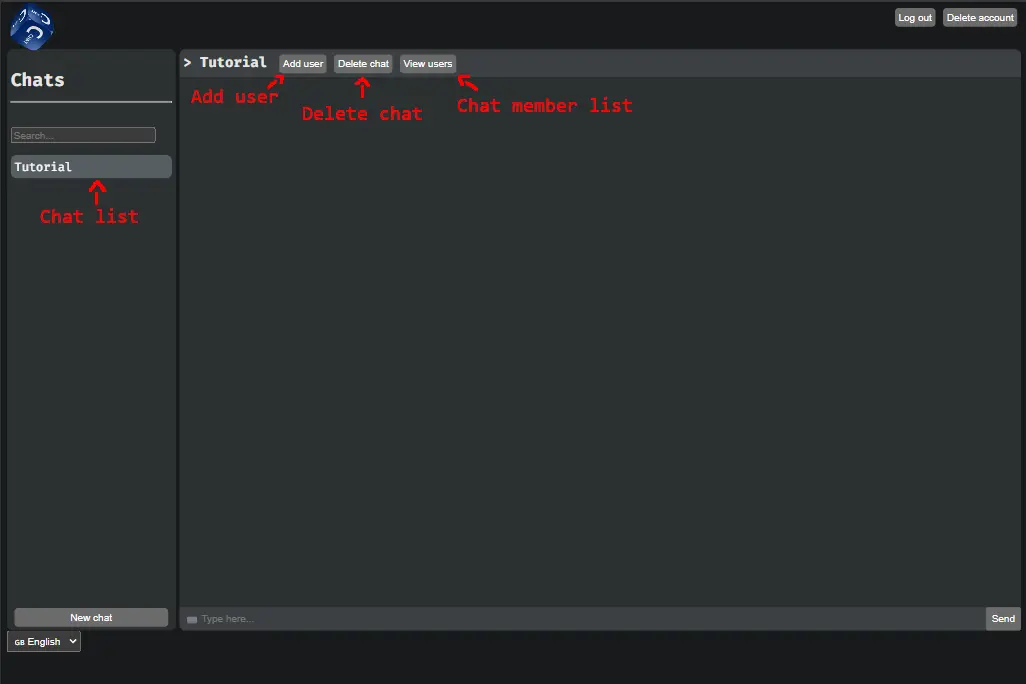 Log out Delete account
Chats
Search...
Tutorial
Chat list
New chat
GB English
> Tutorial Add user Delete chat View users
Add user
Delete chat
Chat member list
Type here...
Send